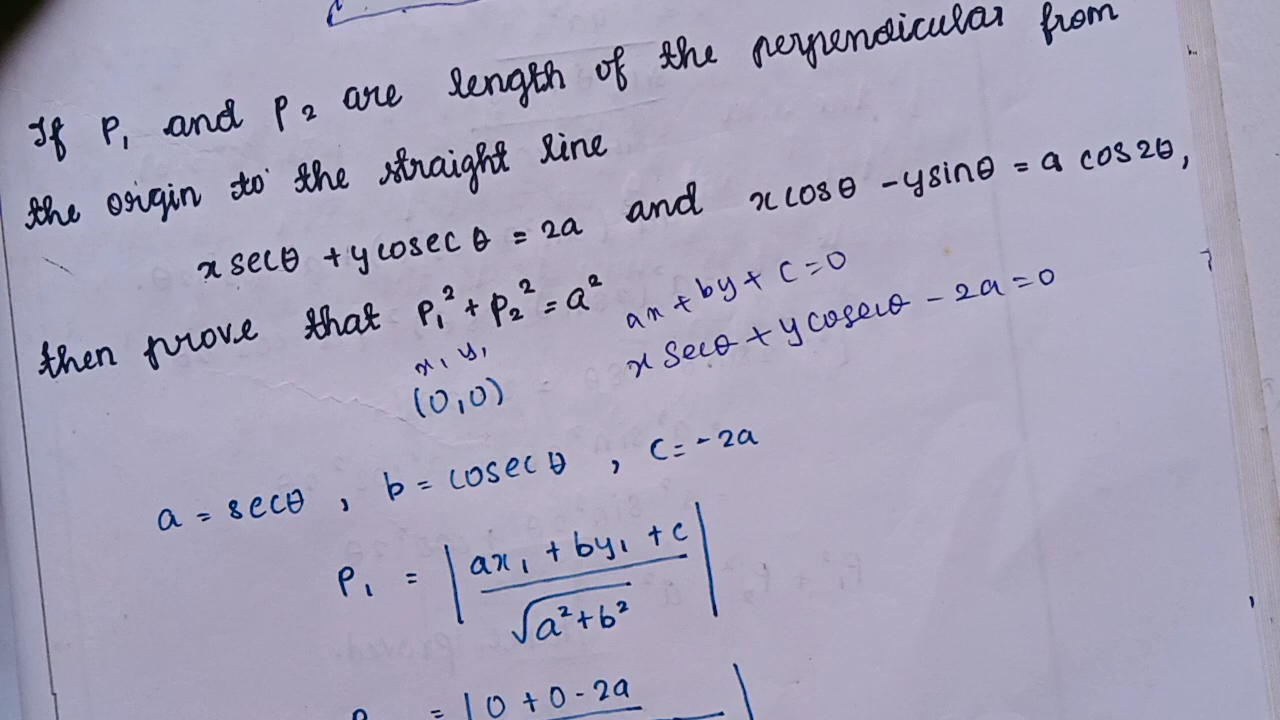 If P₁ and P₂ are length of the perpendicular from
the origin to the straight line
x secθ + y cosec θ = 2a and x cosθ - y sinθ = a cos 2θ,
then prove that P₁² + P₂² = a²
ax + by + c = 0
x₁ y₁
x secθ + y cosecθ - 2a = 0
(0,0)
a = secθ , b = cosec θ , c = -2a
P₁ = | ax₁ + by₁ + c / √a² + b² |
= | 0 + 0 - 2a |